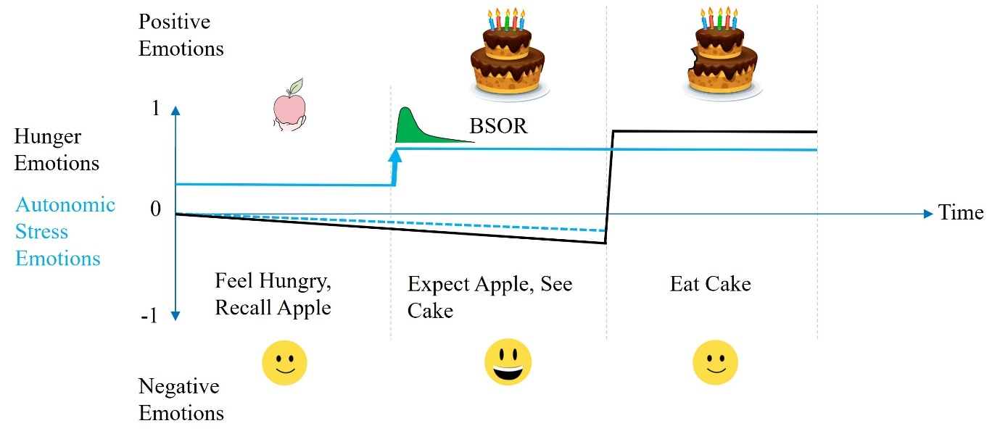 Positive
Emotions
1
BSOR
Hunger
Emotions
Autonomic
Stress
Emotions
0
Time
Feel Hungry,
Recall Apple
Expect Apple, See
Cake
Eat Cake
-1
Negative
Emotions